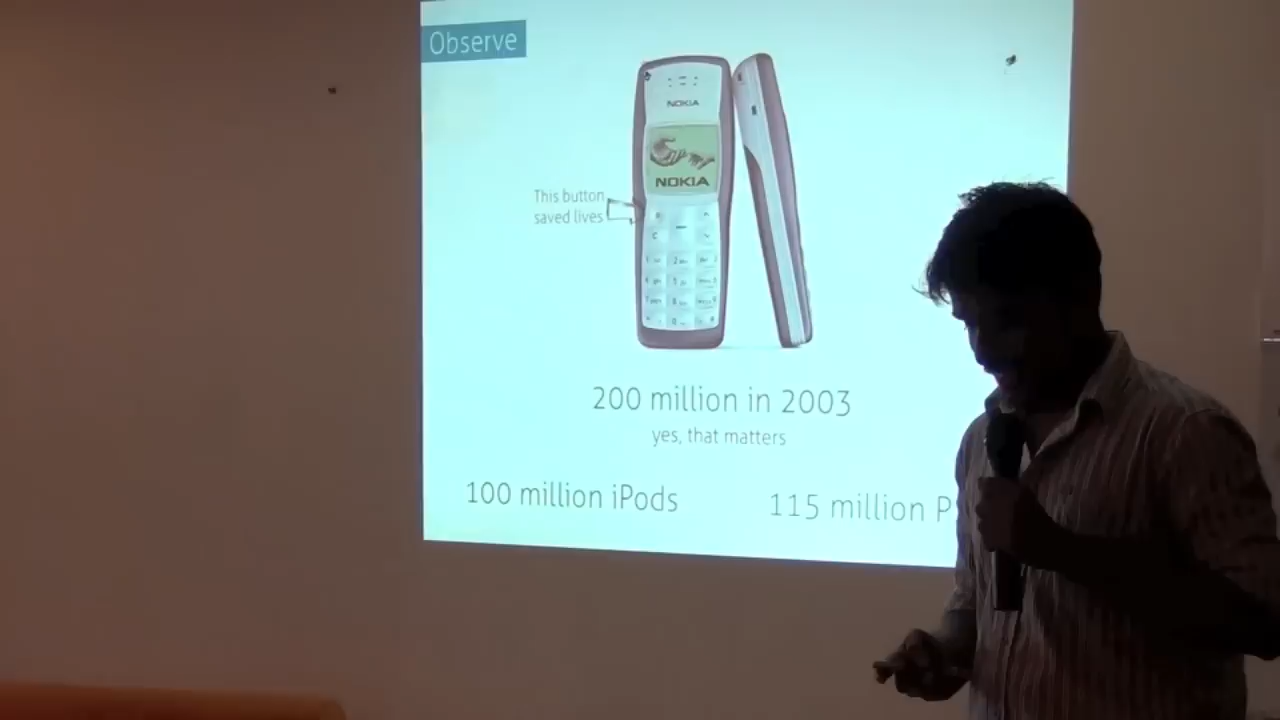 Observe
NOKIA
NOKIA
This button
saved lives
200 million in 2003
yes, that matters
100 million iPods
115 million P